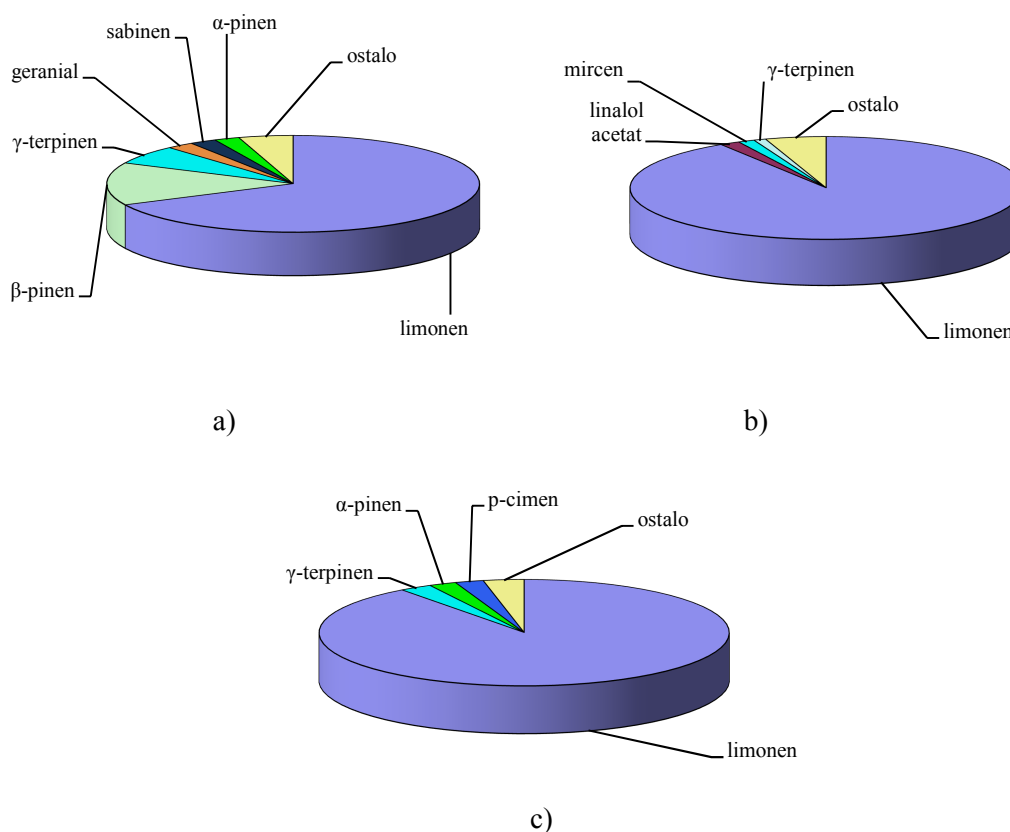 α-pinen
sabinen
ostalo
geranial
γ-terpinen
β-pinen
limonen
a)
γ-terpinen
mircen
ostalo
linalol
acetat
limonen
b)
p-cimen
α-pinen
ostalo
γ-terpinen
limonen
c)